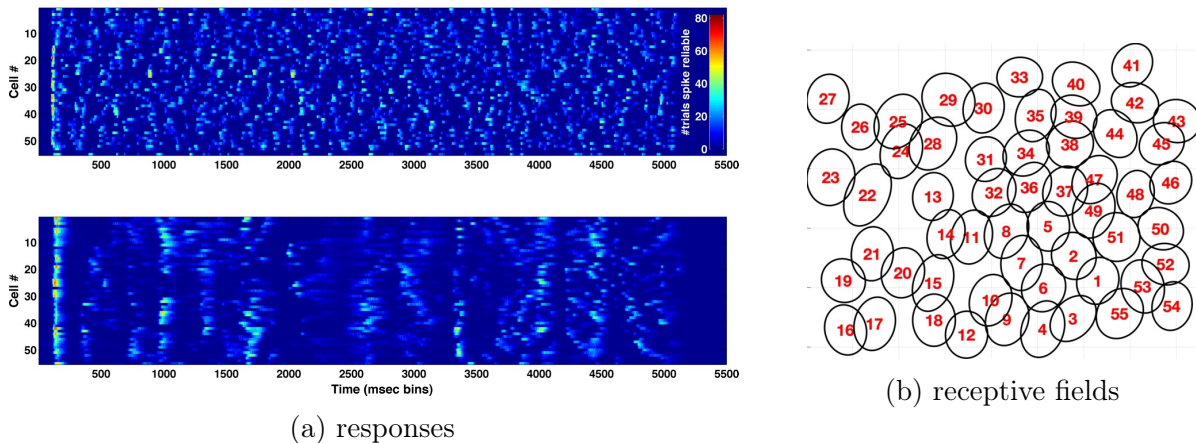 10
20
30
40
50
Cell #
500 1000 1500 2000 2500 3000 3500 4000 4500 5000 5500
80
60
40
20
0
#trials spike reliable
10
20
30
40
50
Cell #
500 1000 1500 2000 2500 3000 3500 4000 4500 5000 5500
Time (msec bins)
(a) responses
41
33
40
27 29 30 42
26 25 35 39 43
44
28 24 31 34 38 45
23 22 13 32 36 37 47 48 46
49
14 11 8 5 51 50
21 7 2 52
19 20 15 6 1 53
10 54
16 17 18 12 9 4 3 55
(b) receptive fields